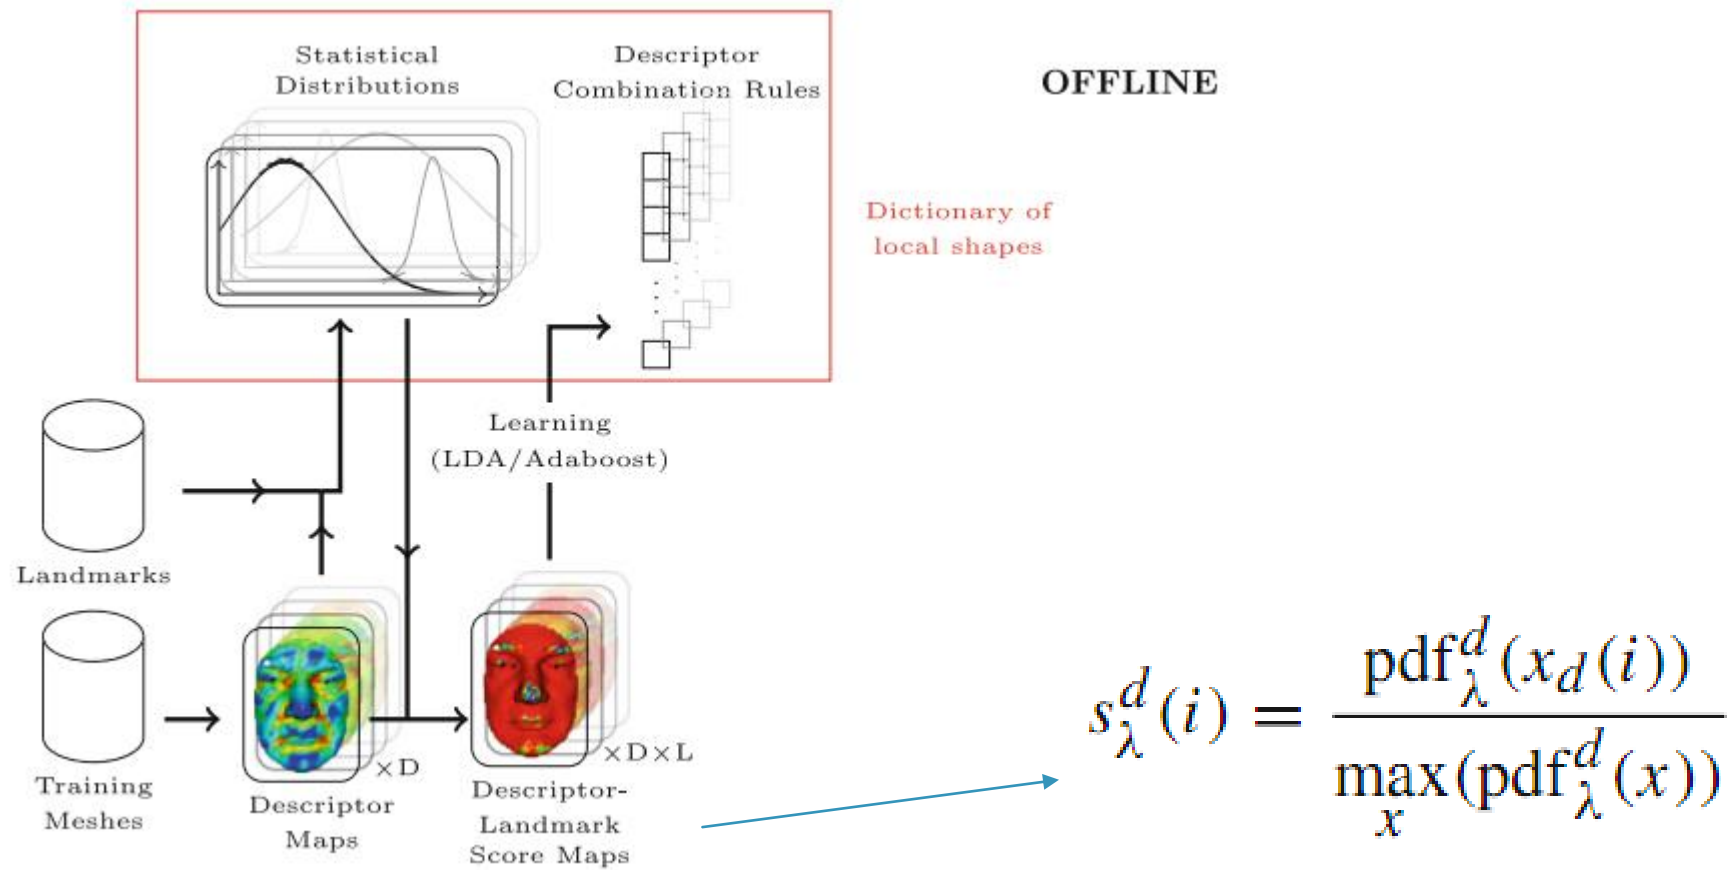 Statistical
Distributions
Descriptor
Combination Rules
OFFLINE
Dictionary of
local shapes
Learning
(LDA/Adaboost)
Landmarks
Training
Meshes
×D
Descriptor
Maps
×D×L
Descriptor-
Landmark
Score Maps
s_λ^d(i) = pdf_λ^d(x_d(i)) / max_x(pdf_λ^d(x))